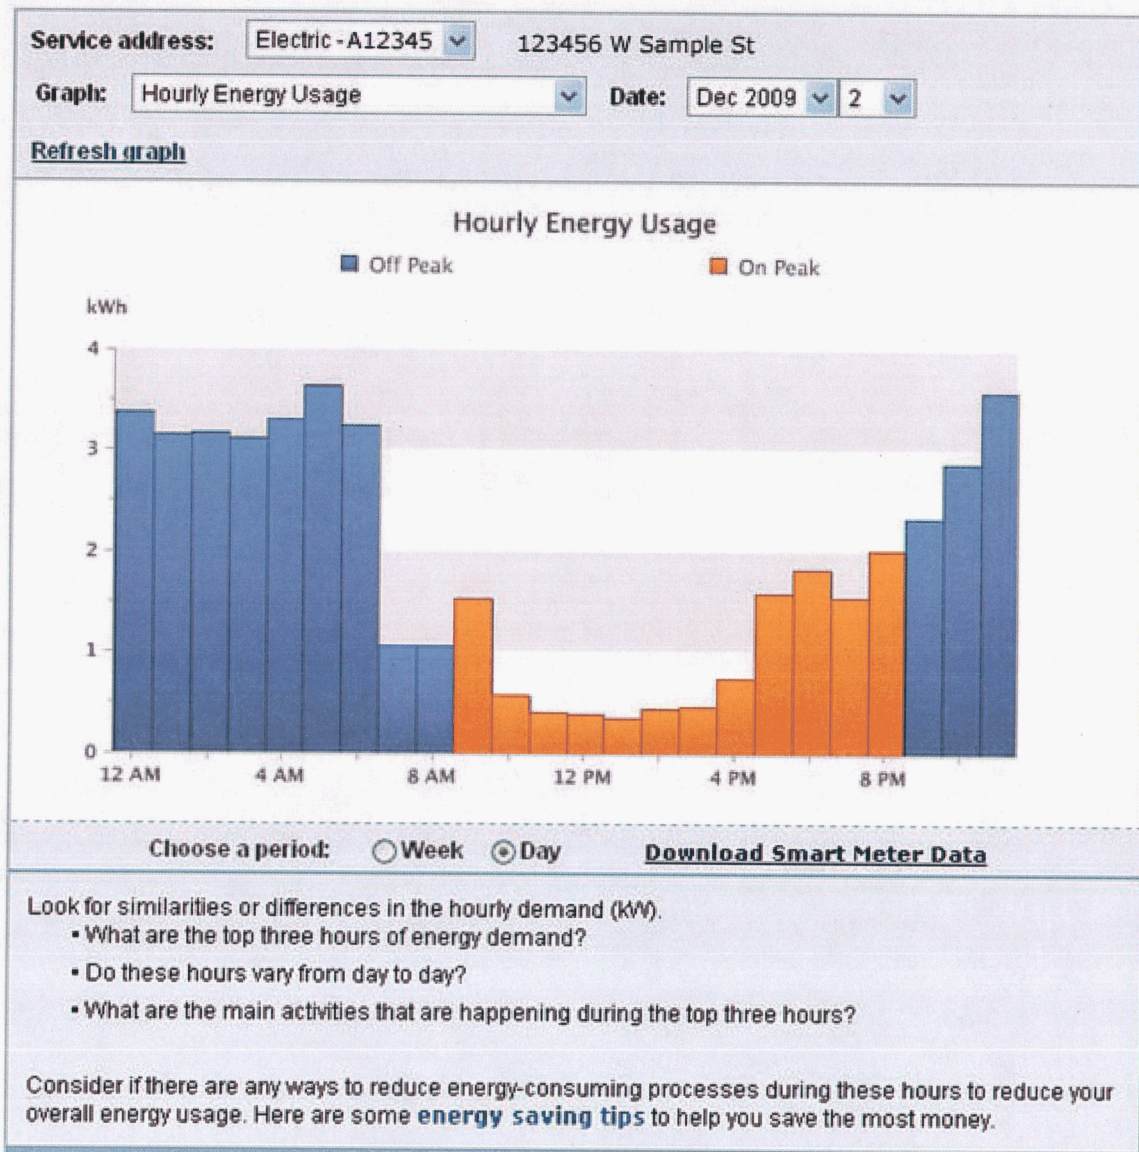 Service address: Electric - A12345 123456 W Sample St
Graph: Hourly Energy Usage Date: Dec 2009 2
Refresh graph
Hourly Energy Usage
Off Peak On Peak
kWh
4
3
2
1
0
12 AM 4 AM 8 AM 12 PM 4 PM 8 PM
Choose a period: Week Day Download Smart Meter Data
Look for similarities or differences in the hourly demand (kW).
▪ What are the top three hours of energy demand?
▪ Do these hours vary from day to day?
▪ What are the main activities that are happening during the top three hours?
Consider if there are any ways to reduce energy-consuming processes during these hours to reduce your
overall energy usage. Here are some energy saving tips to help you save the most money.